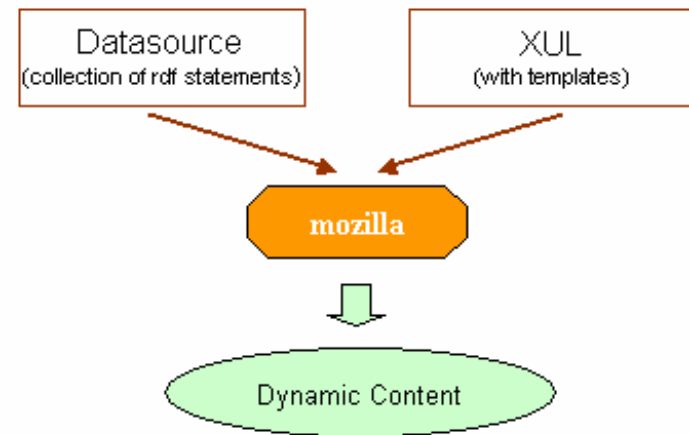 Datasource
(collection of rdf statements)
XUL
(with templates)
mozilla
Dynamic Content